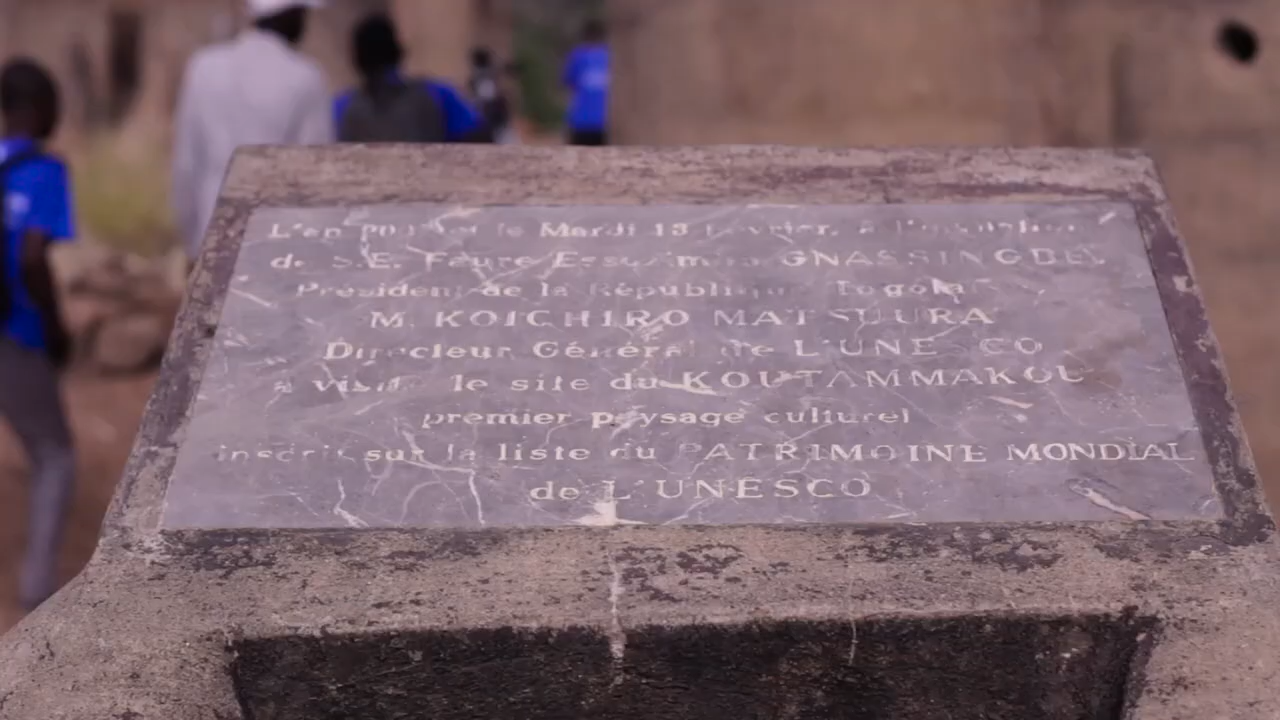 L'an le Mardi 13 à
de S.E. Faure GNASSINGBE
Président de la République Togolaise
M. KOICHIRO MATSUURA
Directeur Général de L'UNESCO
a visité le site du KOUTAMMAKOU
premier paysage culturel
inscrit sur la liste du PATRIMOINE MONDIAL
de L'UNESCO